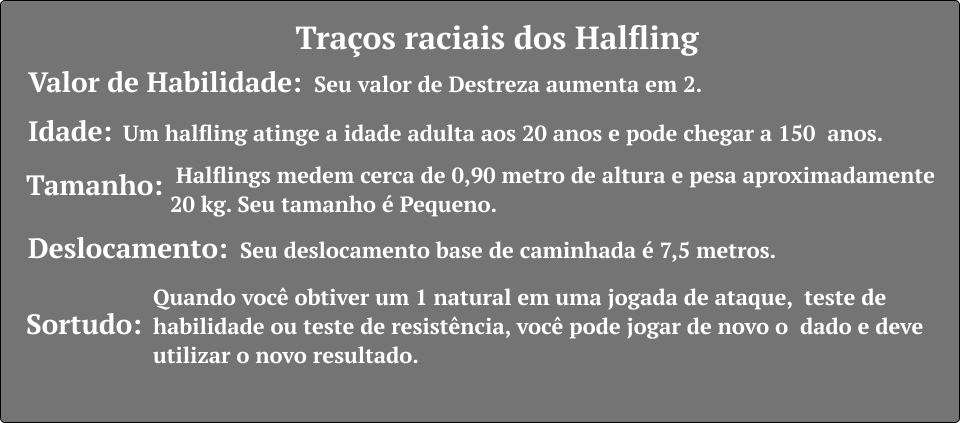 Traços raciais dos Halfling
Valor de Habilidade: Seu valor de Destreza aumenta em 2.
Idade: Um halfling atinge a idade adulta aos 20 anos e pode chegar a 150 anos.
Tamanho: Halflings medem cerca de 0,90 metro de altura e pesa aproximadamente
20 kg. Seu tamanho é Pequeno.
Deslocamento: Seu deslocamento base de caminhada é 7,5 metros.
Quando você obtiver um 1 natural em uma jogada de ataque, teste de
Sortudo: habilidade ou teste de resistência, você pode jogar de novo o dado e deve
utilizar o novo resultado.